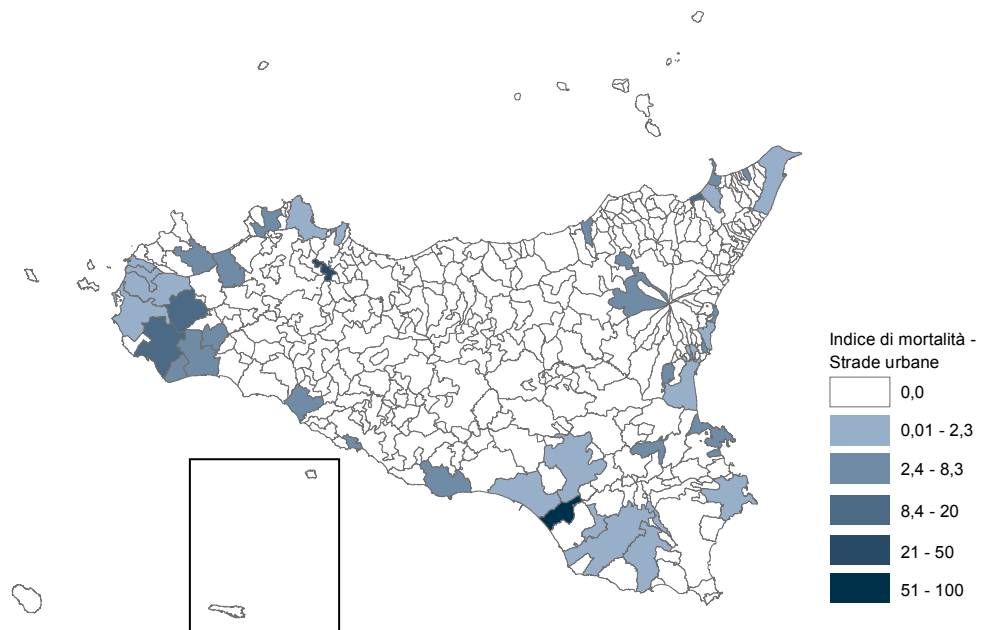 Indice di mortalità -
Strade urbane
0,0
0,01 - 2,3
2,4 - 8,3
8,4 - 20
21 - 50
51 - 100